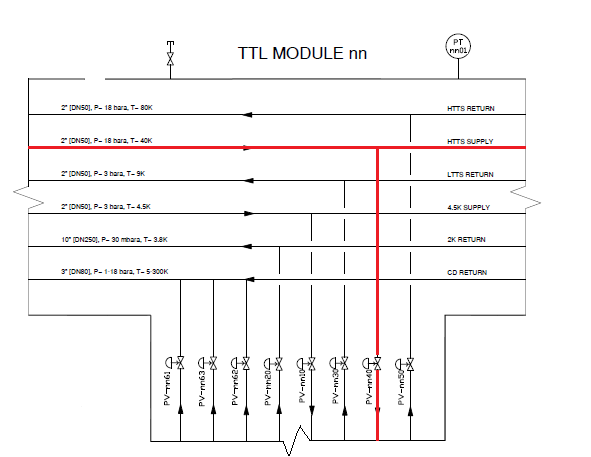 TTL MODULE nn
PT
nn01
2" [DN50], P= 18 bara, T= 80K
HTTS RETURN
2" [DN50], P= 18 bara, T= 40K
HTTS SUPPLY
2" [DN50], P= 3 bara, T= 9K
LTTS RETURN
2" [DN50], P= 3 bara, T= 4.5K
4.5K SUPPLY
10" [DN250], P= 30 mbara, T= 3.8K
2K RETURN
3" [DN80], P= 1-18 bara, T= 5-300K
CD RETURN
PV-nn61
PV-nn63
PV-nn62
PV-nn20
PV-nn10
PV-nn30
PV-nn40
PV-nn50